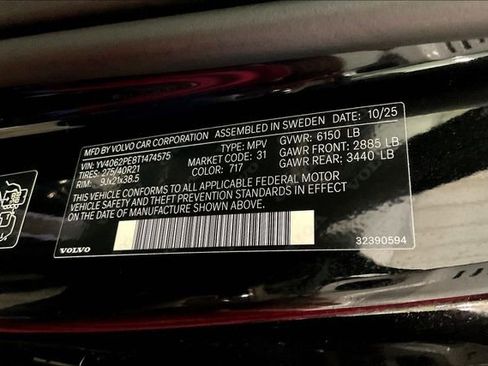 MFD BY VOLVO CAR CORPORATION ASSEMBLED IN SWEDEN DATE: 10/25
VIN: YV4062PE8T1474575 TYPE: MPV GVWR: 6150 LB
TIRES: 275/40R21 MARKET CODE: 31 GAWR FRONT: 2885 LB
RIM: 9Jx21x38.5 COLOR: 717 GAWR REAR: 3440 LB
THIS VEHICLE CONFORMS TO ALL APPLICABLE FEDERAL MOTOR
VEHICLE SAFETY AND THEFT PREVENTION STANDARDS IN EFFECT ON
THE DATE OF MANUFACTURE SHOWN ABOVE.
VOLVO 32390594